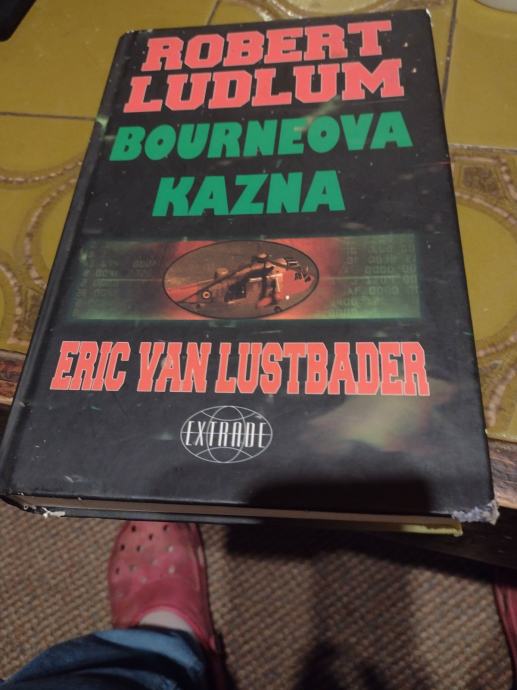 ROBERT
LUDLUM
BOURNEOVA
KAZNA
ERIC VAN LUSTBADER
EXTRADE